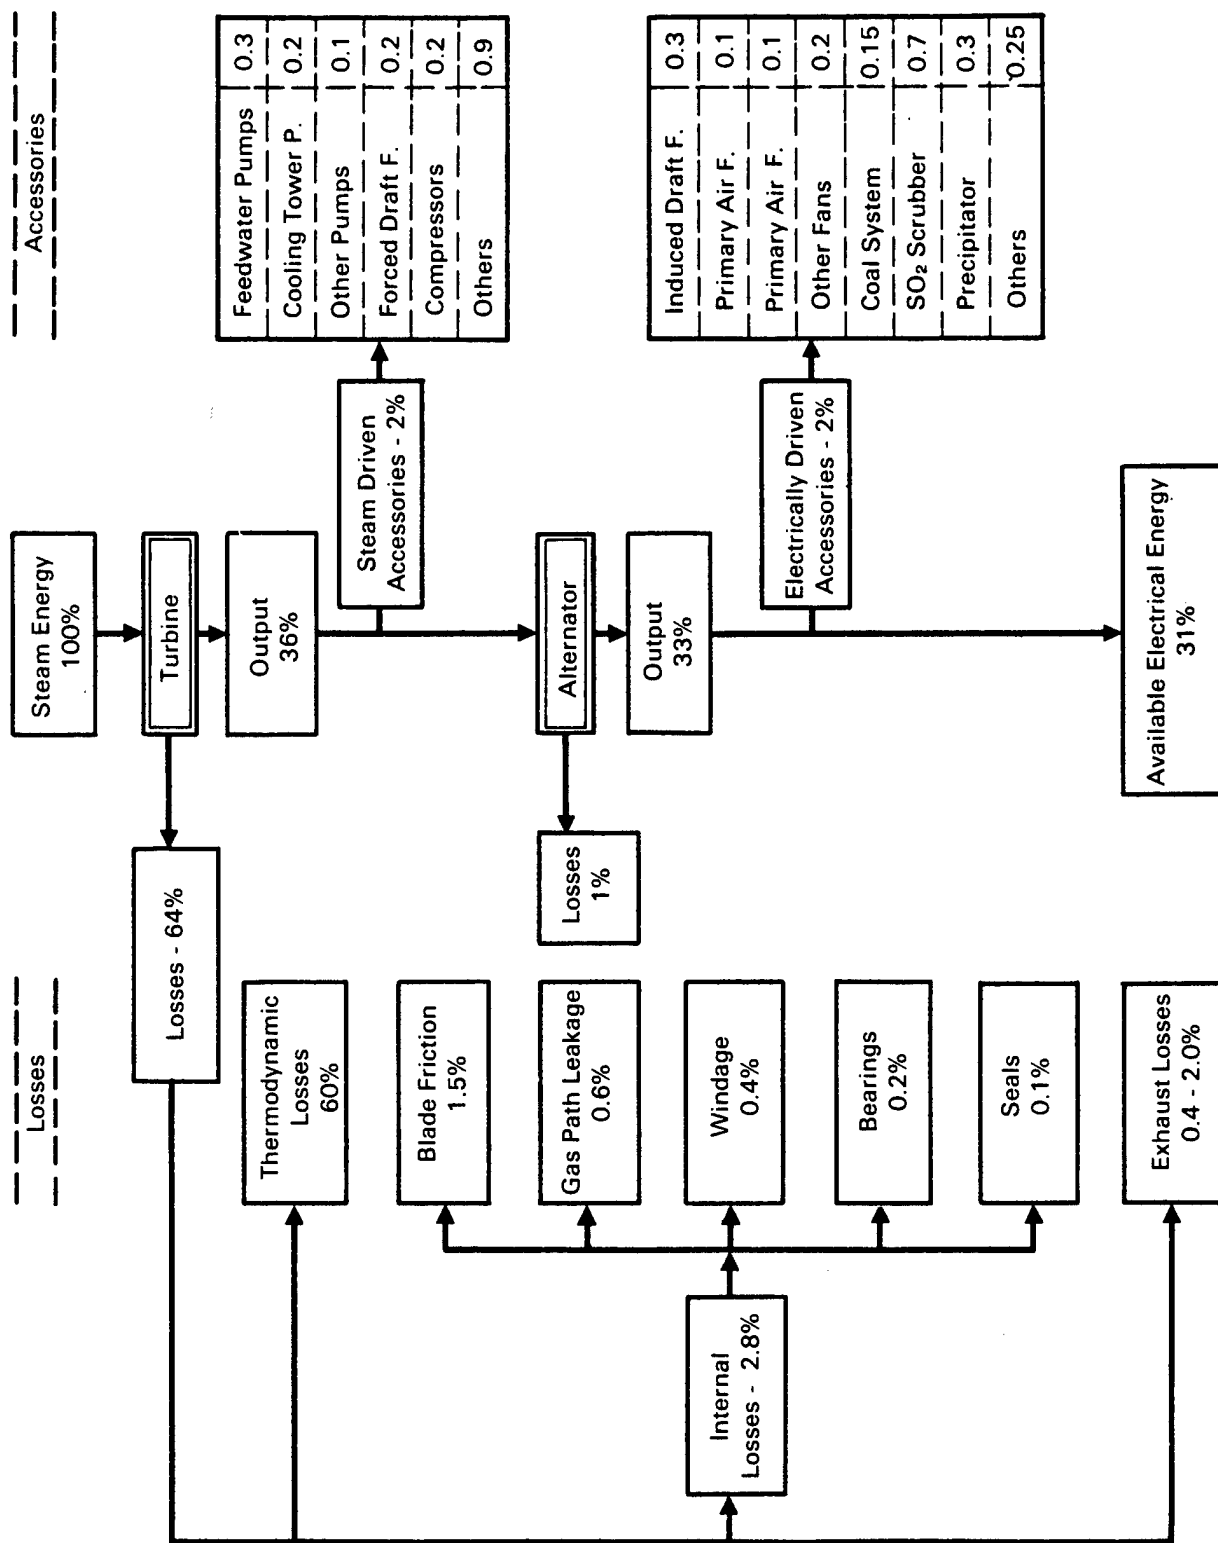 Losses
Accessories
Steam Energy
100%
Turbine
Losses - 64%
Output
36%
Thermodynamic
Losses
60%
Steam Driven
Accessories - 2%
Feedwater Pumps 0.3
Cooling Tower P. 0.2
Other Pumps 0.1
Forced Draft F. 0.2
Compressors 0.2
Others 0.9
Blade Friction
1.5%
Gas Path Leakage
0.6%
Losses
1%
Alternator
Output
33%
Internal
Losses - 2.8%
Windage
0.4%
Bearings
0.2%
Seals
0.1%
Electrically Driven
Accessories - 2%
Induced Draft F. 0.3
Primary Air F. 0.1
Primary Air F. 0.1
Other Fans 0.2
Coal System 0.15
SO₂ Scrubber 0.7
Precipitator 0.3
Others 0.25
Exhaust Losses
0.4 - 2.0%
Available Electrical Energy
31%